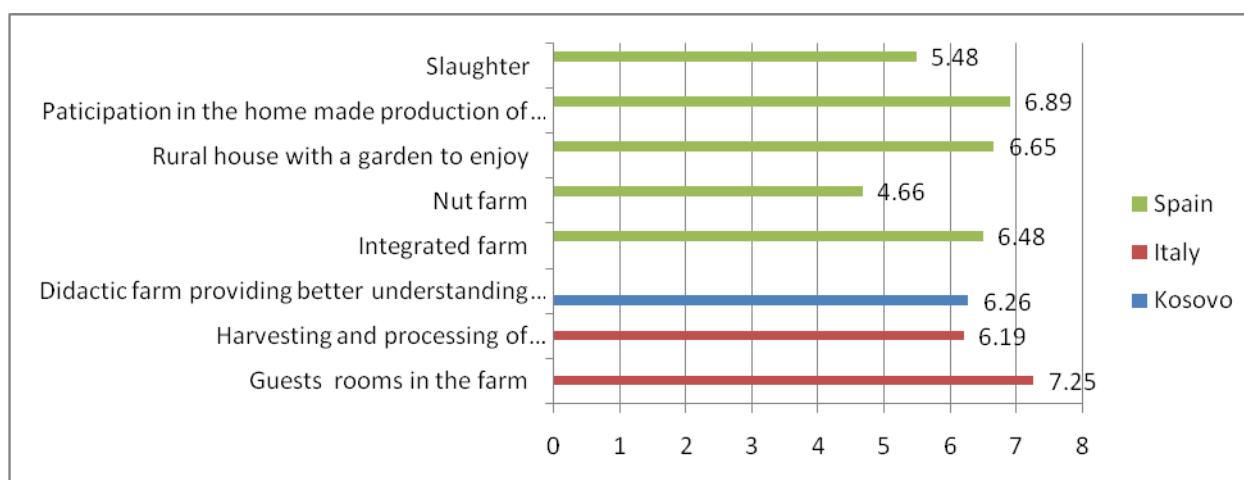 Slaughter
5.48
Paticipation in the home made production of...
6.89
Rural house with a garden to enjoy
6.65
Nut farm
4.66
Integrated farm
6.48
Didactic farm providing better understanding...
6.26
Harvesting and processing of...
6.19
Guests rooms in the farm
7.25
0 1 2 3 4 5 6 7 8
Spain
Italy
Kosovo